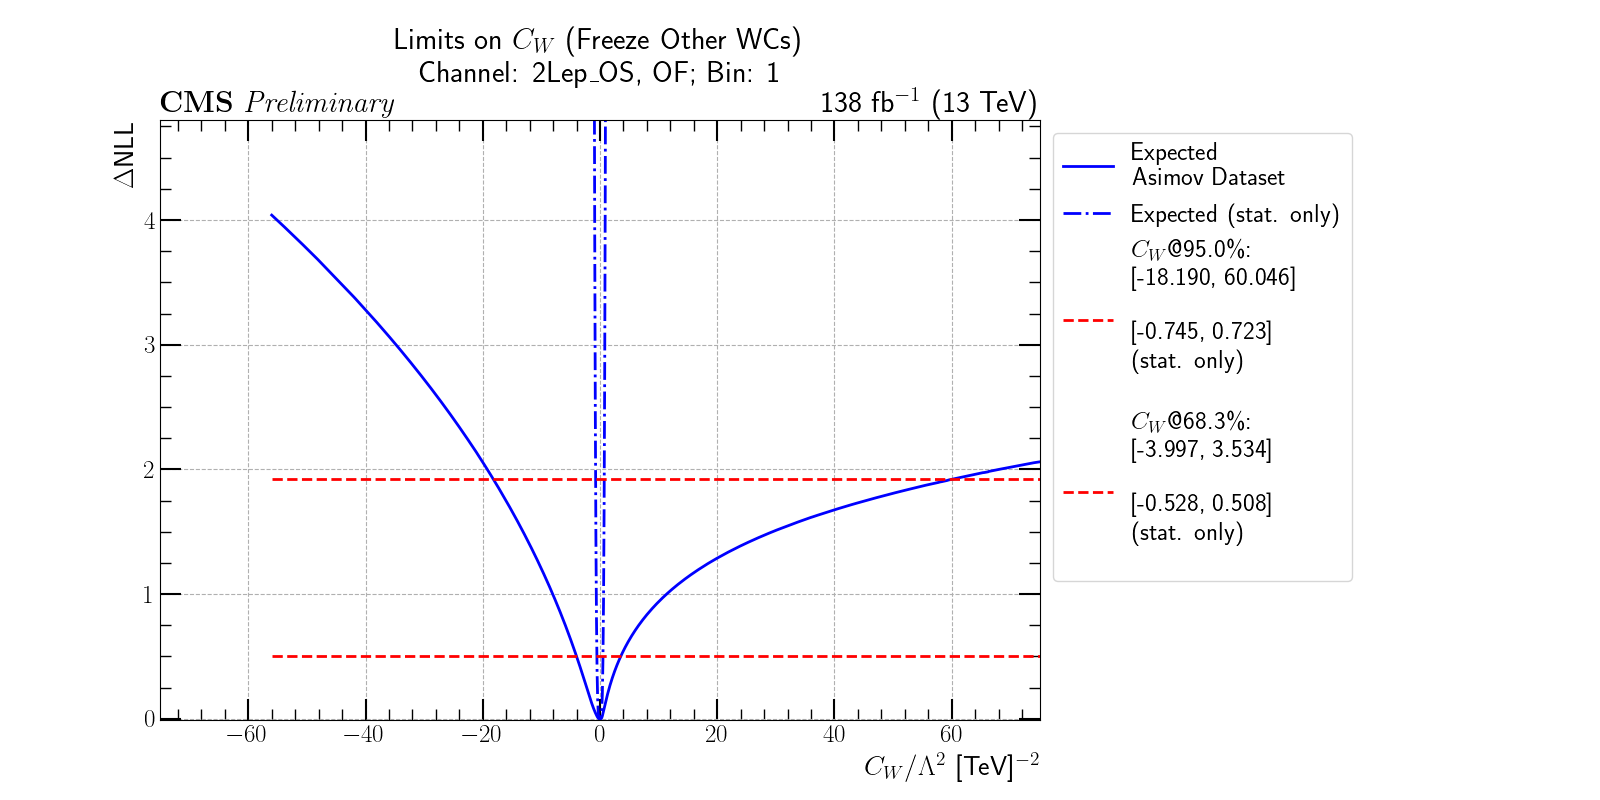 Limits on C_W (Freeze Other WCs)
Channel: 2Lep_OS, OF; Bin: 1
CMS Preliminary
138 fb⁻¹ (13 TeV)
ΔNLL
4
3
2
1
0
−60
−40
−20
0
20
40
60
C_W/Λ² [TeV]⁻²
Expected
Asimov Dataset
Expected (stat. only)
C_W@95.0%:
[-18.190, 60.046]
[-0.745, 0.723]
(stat. only)
C_W@68.3%:
[-3.997, 3.534]
[-0.528, 0.508]
(stat. only)